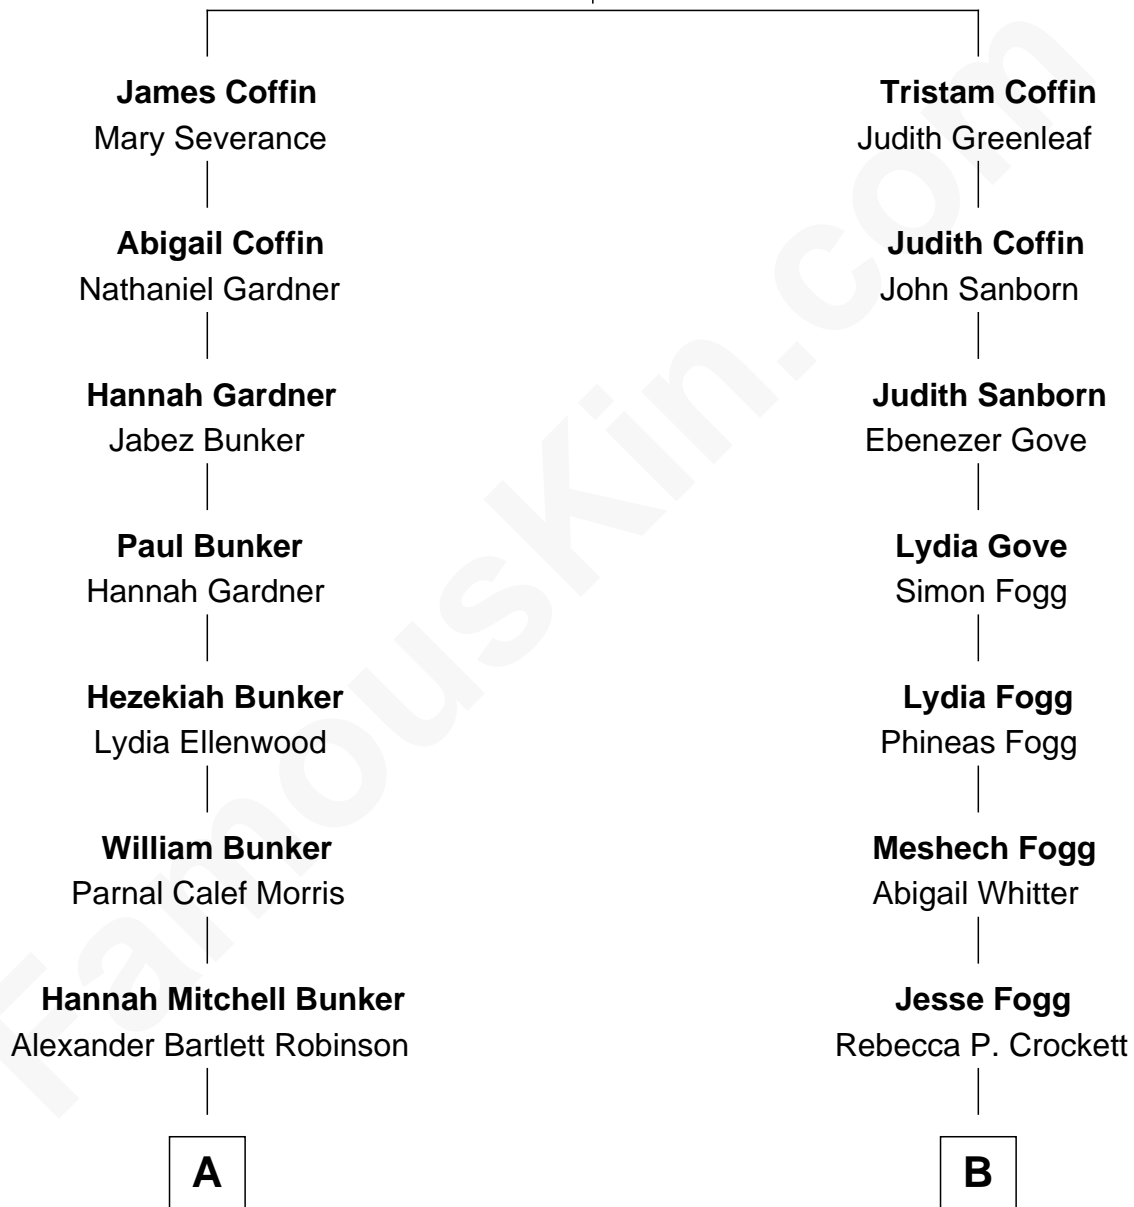 James Coffin
Mary Severance
Abigail Coffin
Nathaniel Gardner
Hannah Gardner
Jabez Bunker
Paul Bunker
Hannah Gardner
Hezekiah Bunker
Lydia Ellenwood
William Bunker
Parnal Calef Morris
Hannah Mitchell Bunker
Alexander Bartlett Robinson
A
Tristam Coffin
Judith Greenleaf
Judith Coffin
John Sanborn
Judith Sanborn
Ebenezer Gove
Lydia Gove
Simon Fogg
Lydia Fogg
Phineas Fogg
Meshech Fogg
Abigail Whitter
Jesse Fogg
Rebecca P. Crockett
B
FamousKin.com